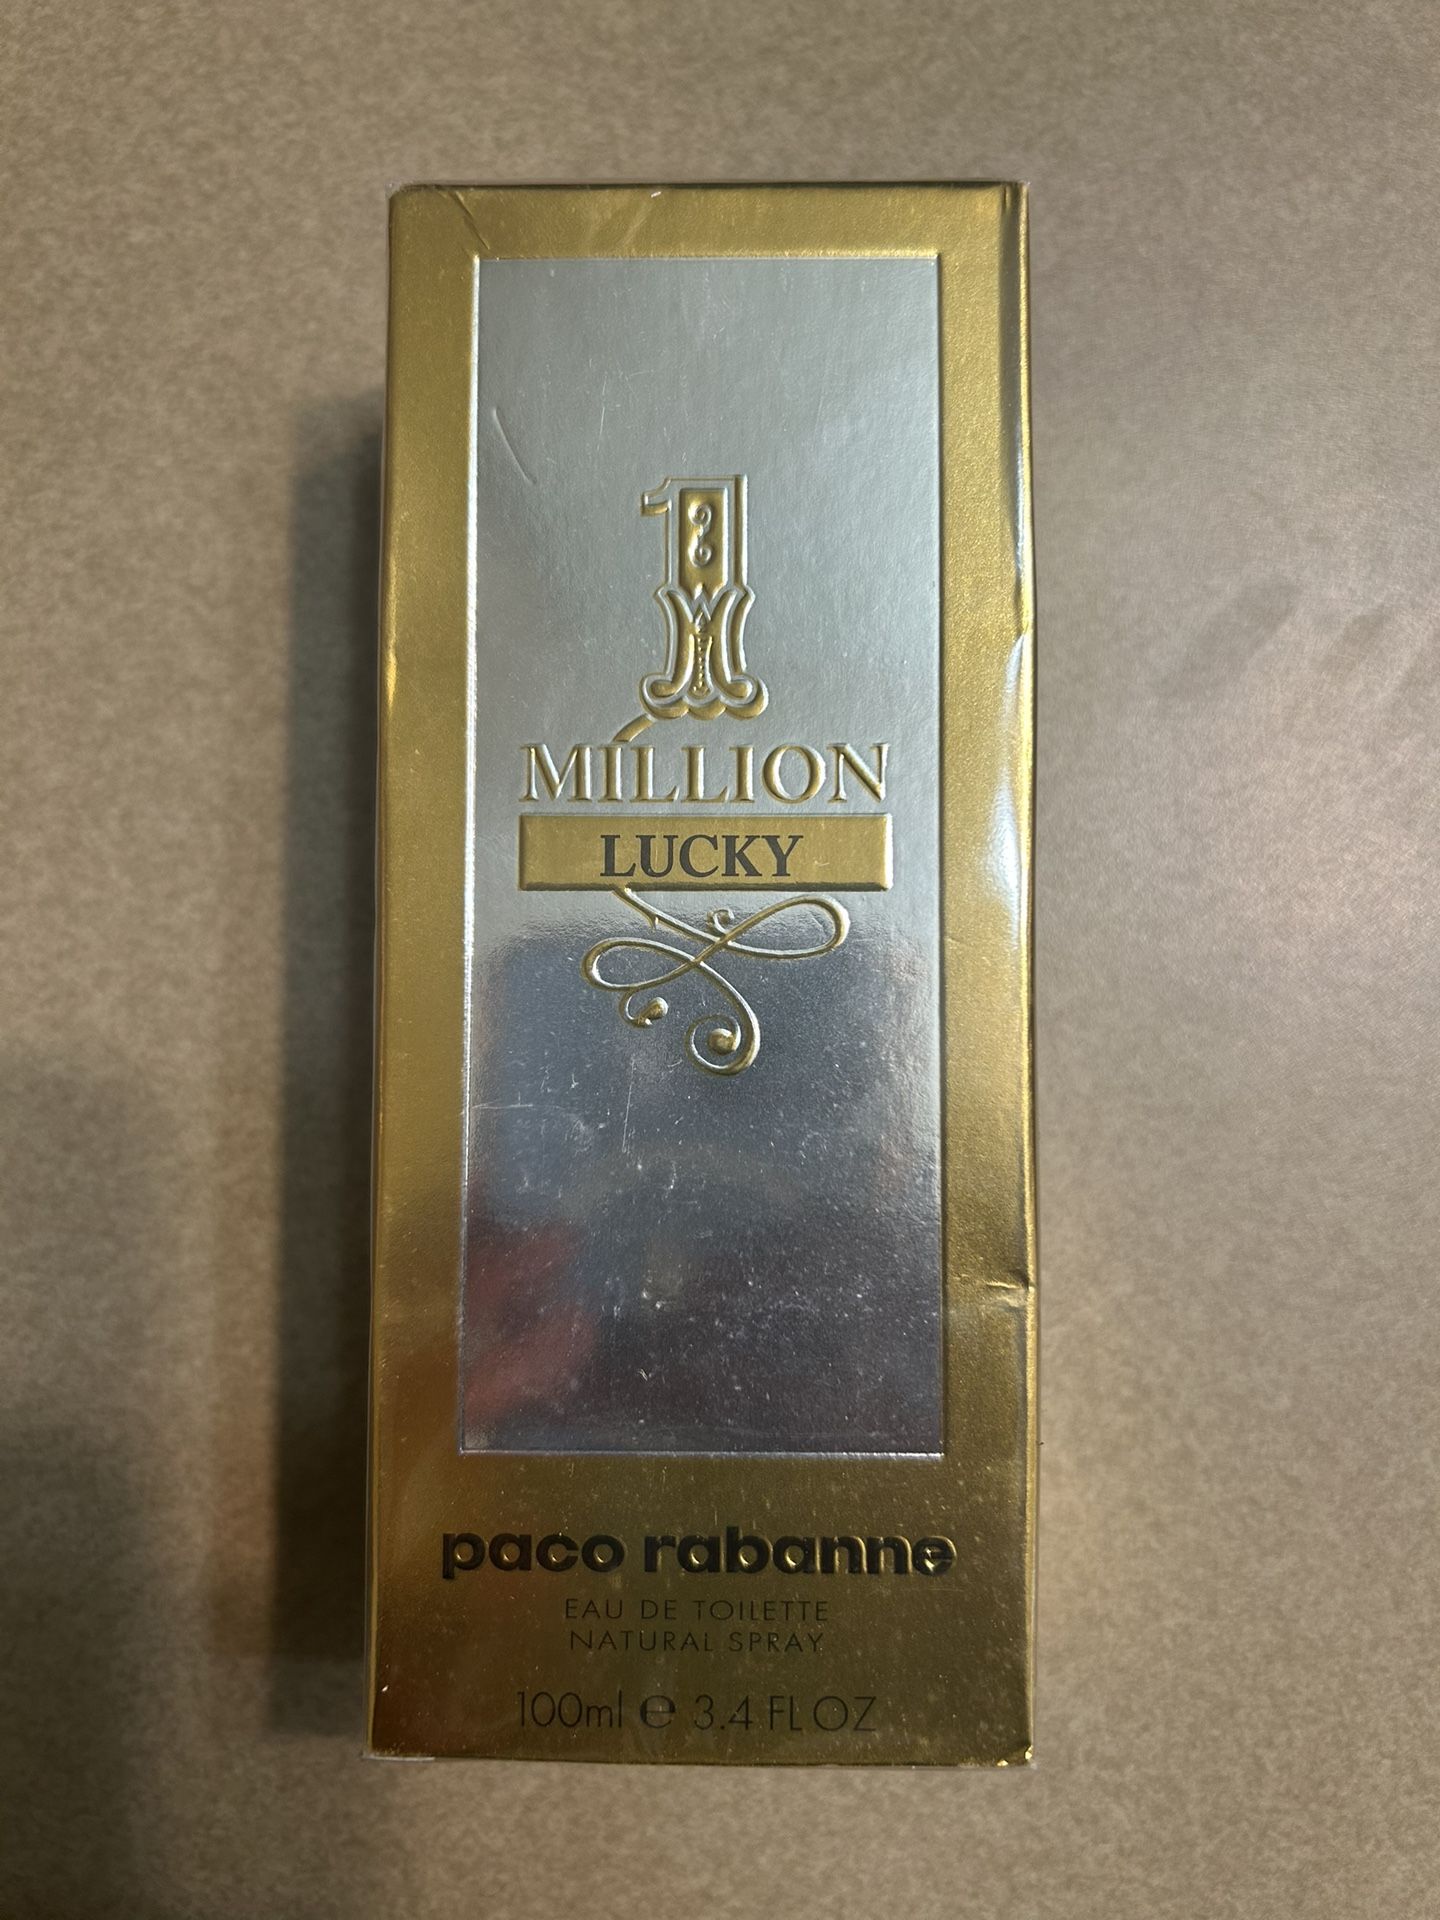 1
MILLION
LUCKY
paco rabanne
EAU DE TOILETTE
NATURAL SPRAY
100ml ℮ 3.4 FL OZ